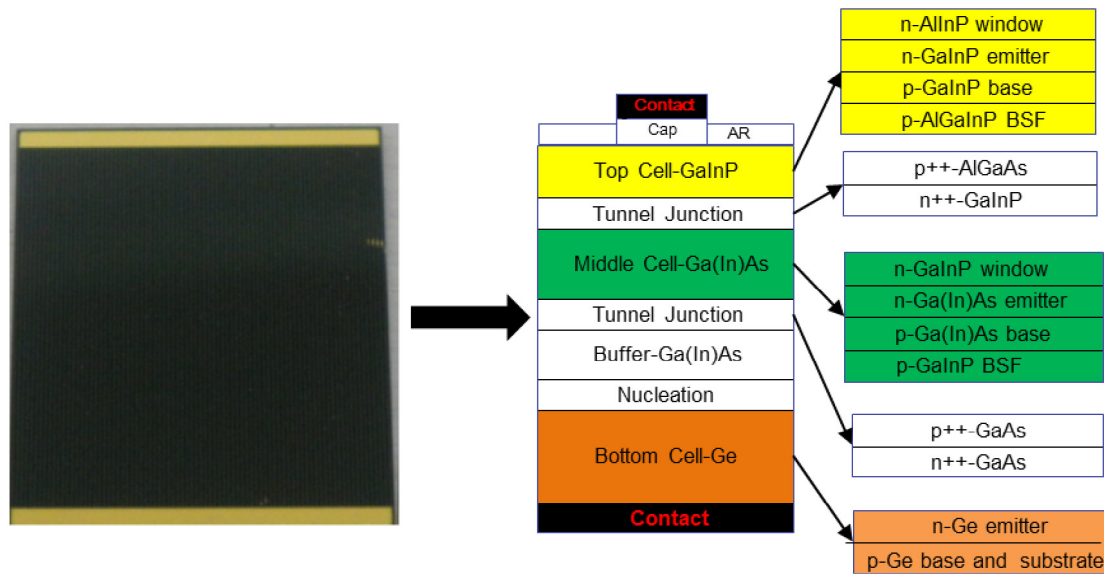 Contact
Cap
AR
Top Cell-GaInP
Tunnel Junction
Middle Cell-Ga(In)As
Tunnel Junction
Buffer-Ga(In)As
Nucleation
Bottom Cell-Ge
Contact
n-AlInP window
n-GaInP emitter
p-GaInP base
p-AlGaInP BSF
p++-AlGaAs
n++-GaInP
n-GaInP window
n-Ga(In)As emitter
p-Ga(In)As base
p-GaInP BSF
p++-GaAs
n++-GaAs
n-Ge emitter
p-Ge base and substrate